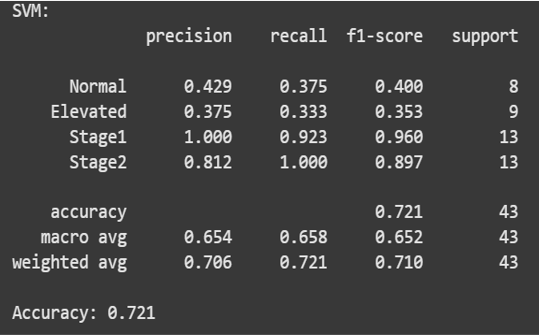 SVM:
precision recall f1-score support
Normal 0.429 0.375 0.400 8
Elevated 0.375 0.333 0.353 9
Stage1 1.000 0.923 0.960 13
Stage2 0.812 1.000 0.897 13
accuracy 0.721 43
macro avg 0.654 0.658 0.652 43
weighted avg 0.706 0.721 0.710 43
Accuracy: 0.721